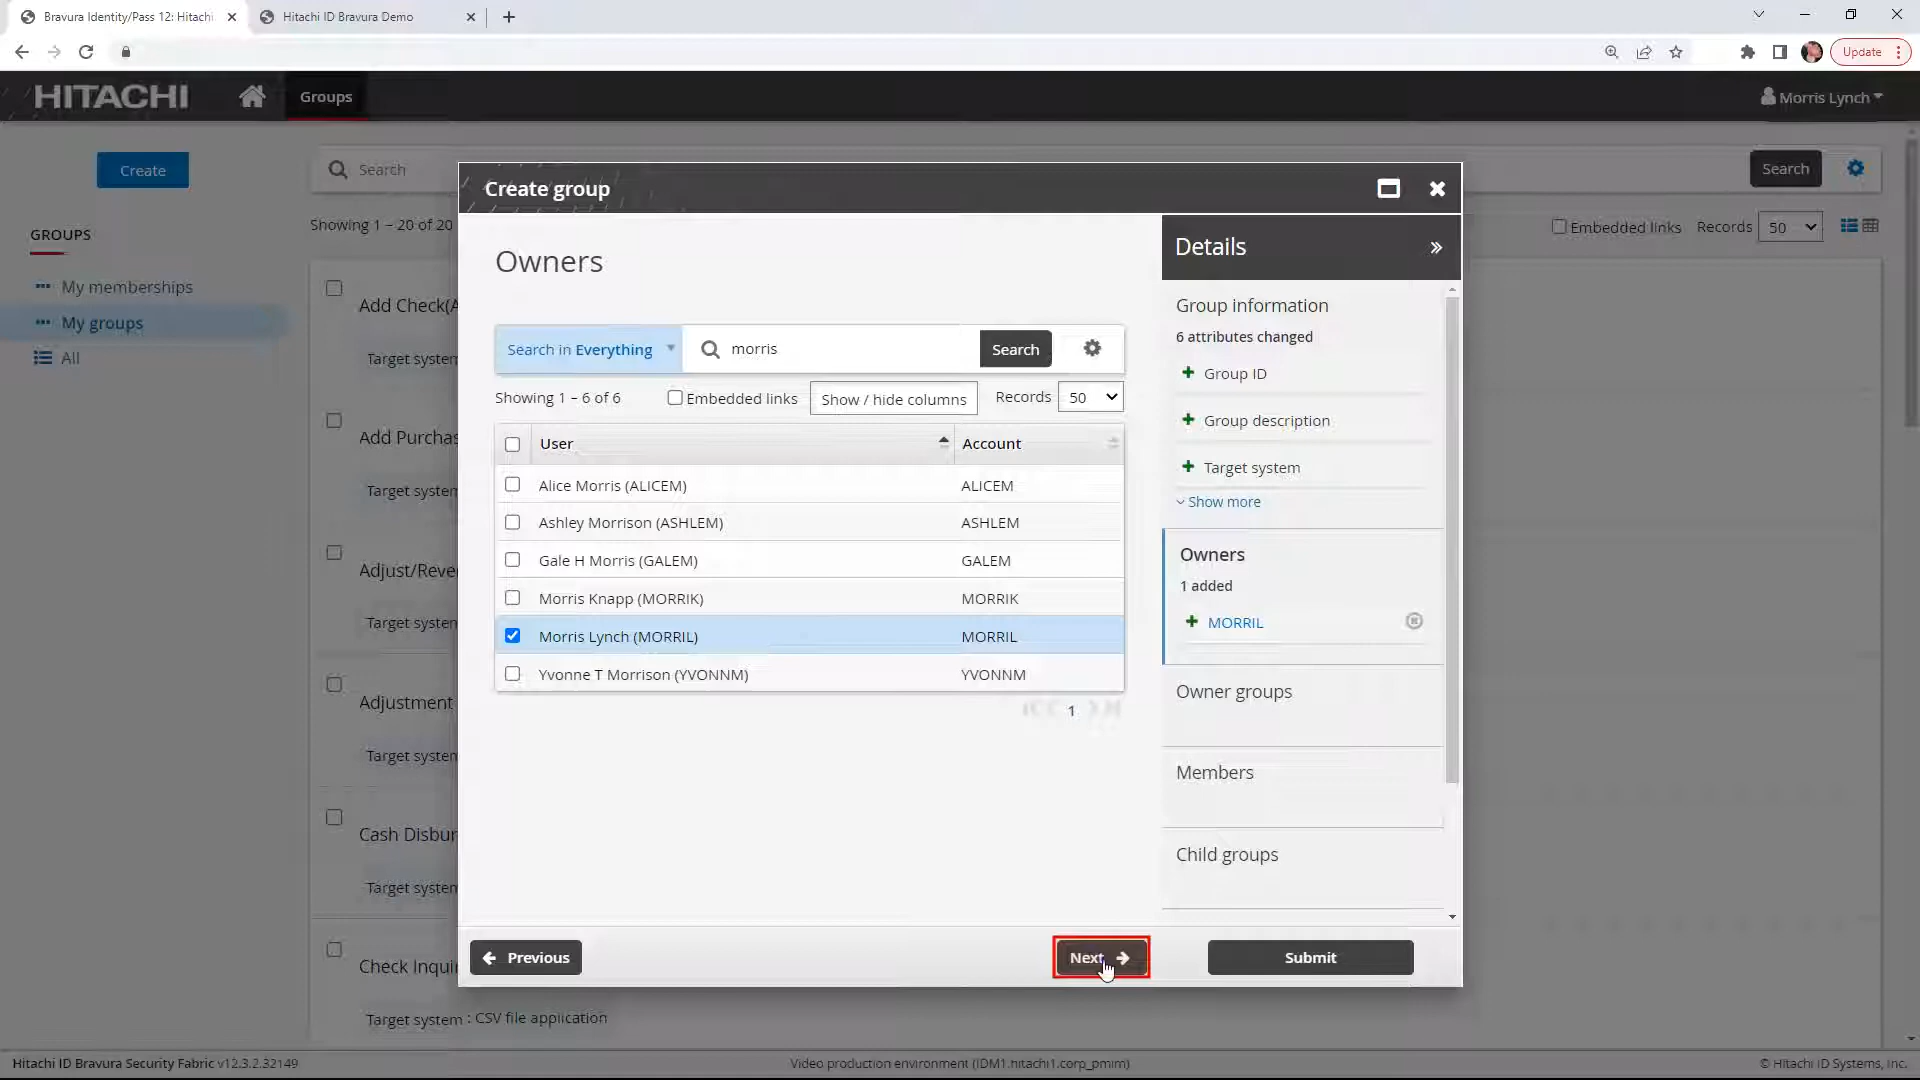 Bravura Identity/Pass 12: Hitachi
Hitachi ID Bravura Demo
Update
HITACHI
Groups
Morris Lynch
Create
Search
Search
GROUPS
Showing 1 – 20 of 20
Embedded links
Records
50
My memberships
My groups
All
Add Check(A
Target system
Add Purchas
Target system
Adjust/Reve
Target system
Adjustment
Target system
Cash Disbur
Target system
Check Inqui
Target system : CSV file application
Create group
Owners
Search in Everything
morris
Search
Showing 1 – 6 of 6
Embedded links
Show / hide columns
Records
50
User
Account
Alice Morris (ALICEM)
ALICEM
Ashley Morrison (ASHLEM)
ASHLEM
Gale H Morris (GALEM)
GALEM
Morris Knapp (MORRIK)
MORRIK
Morris Lynch (MORRIL)
MORRIL
Yvonne T Morrison (YVONNM)
YVONNM
1
Details
Group information
6 attributes changed
Group ID
Group description
Target system
Show more
Owners
1 added
MORRIL
Owner groups
Members
Child groups
Previous
Next
Submit
Hitachi ID Bravura Security Fabric v12.3.2.32149
Video production environment (IDM1.hitachi1.corp_pmim)
© Hitachi ID Systems, Inc.